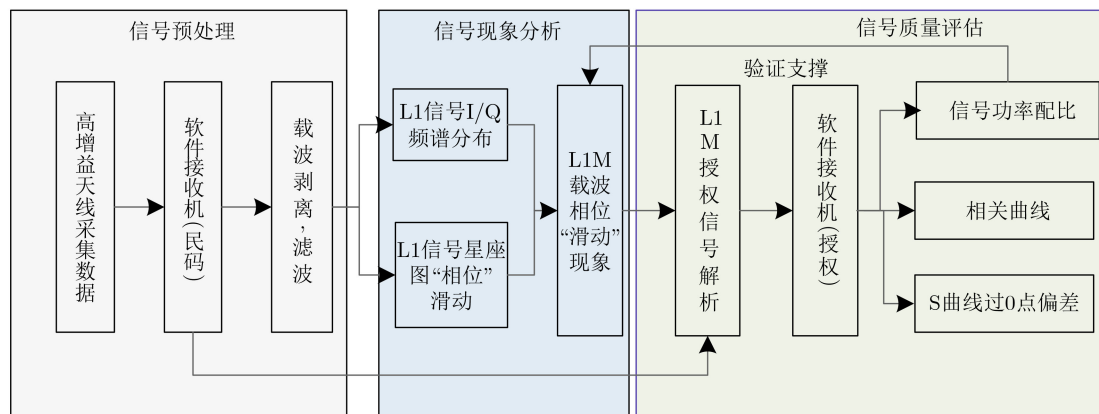 信号预处理
高增益天线采集数据
软件接收机(民码)
载波剥离,滤波
信号现象分析
L1信号I/Q
频谱分布
L1信号星座
图“相位”
滑动
L1M
载波
相位
“滑动”
现象
信号质量评估
验证支撑
L1
M
授
权
信
号
解
析
软件接收机(授权)
信号功率配比
相关曲线
S曲线过0点偏差